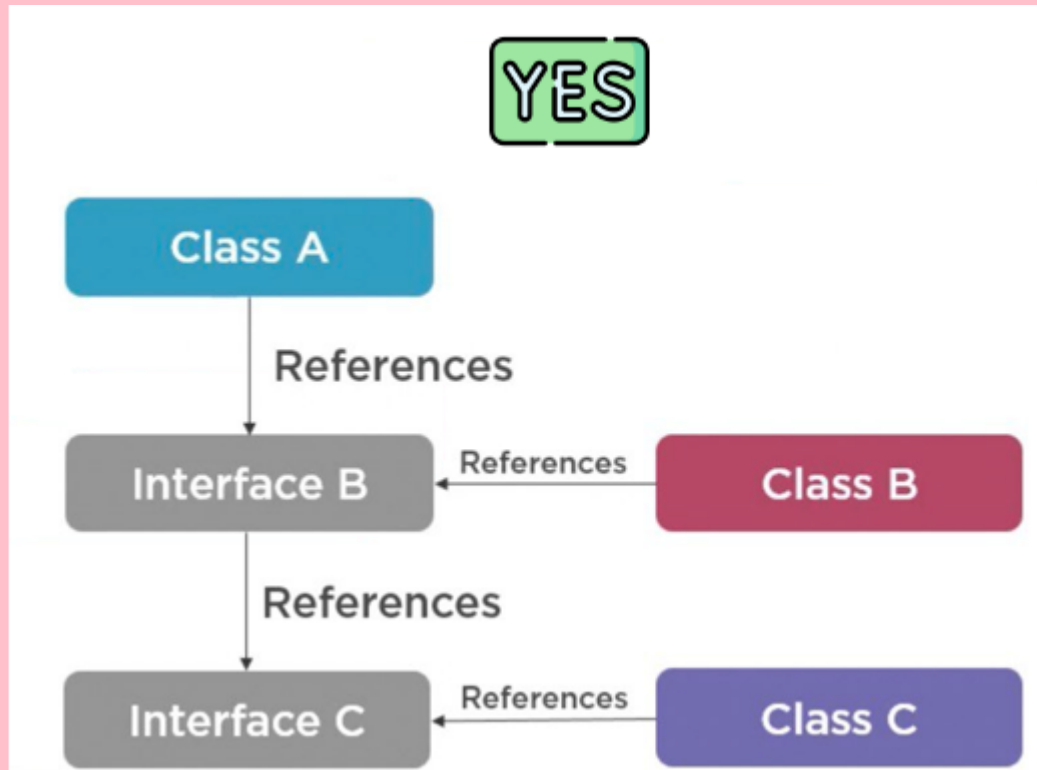 YES
Class A
References
Interface B
References
Class B
References
Interface C
References
Class C